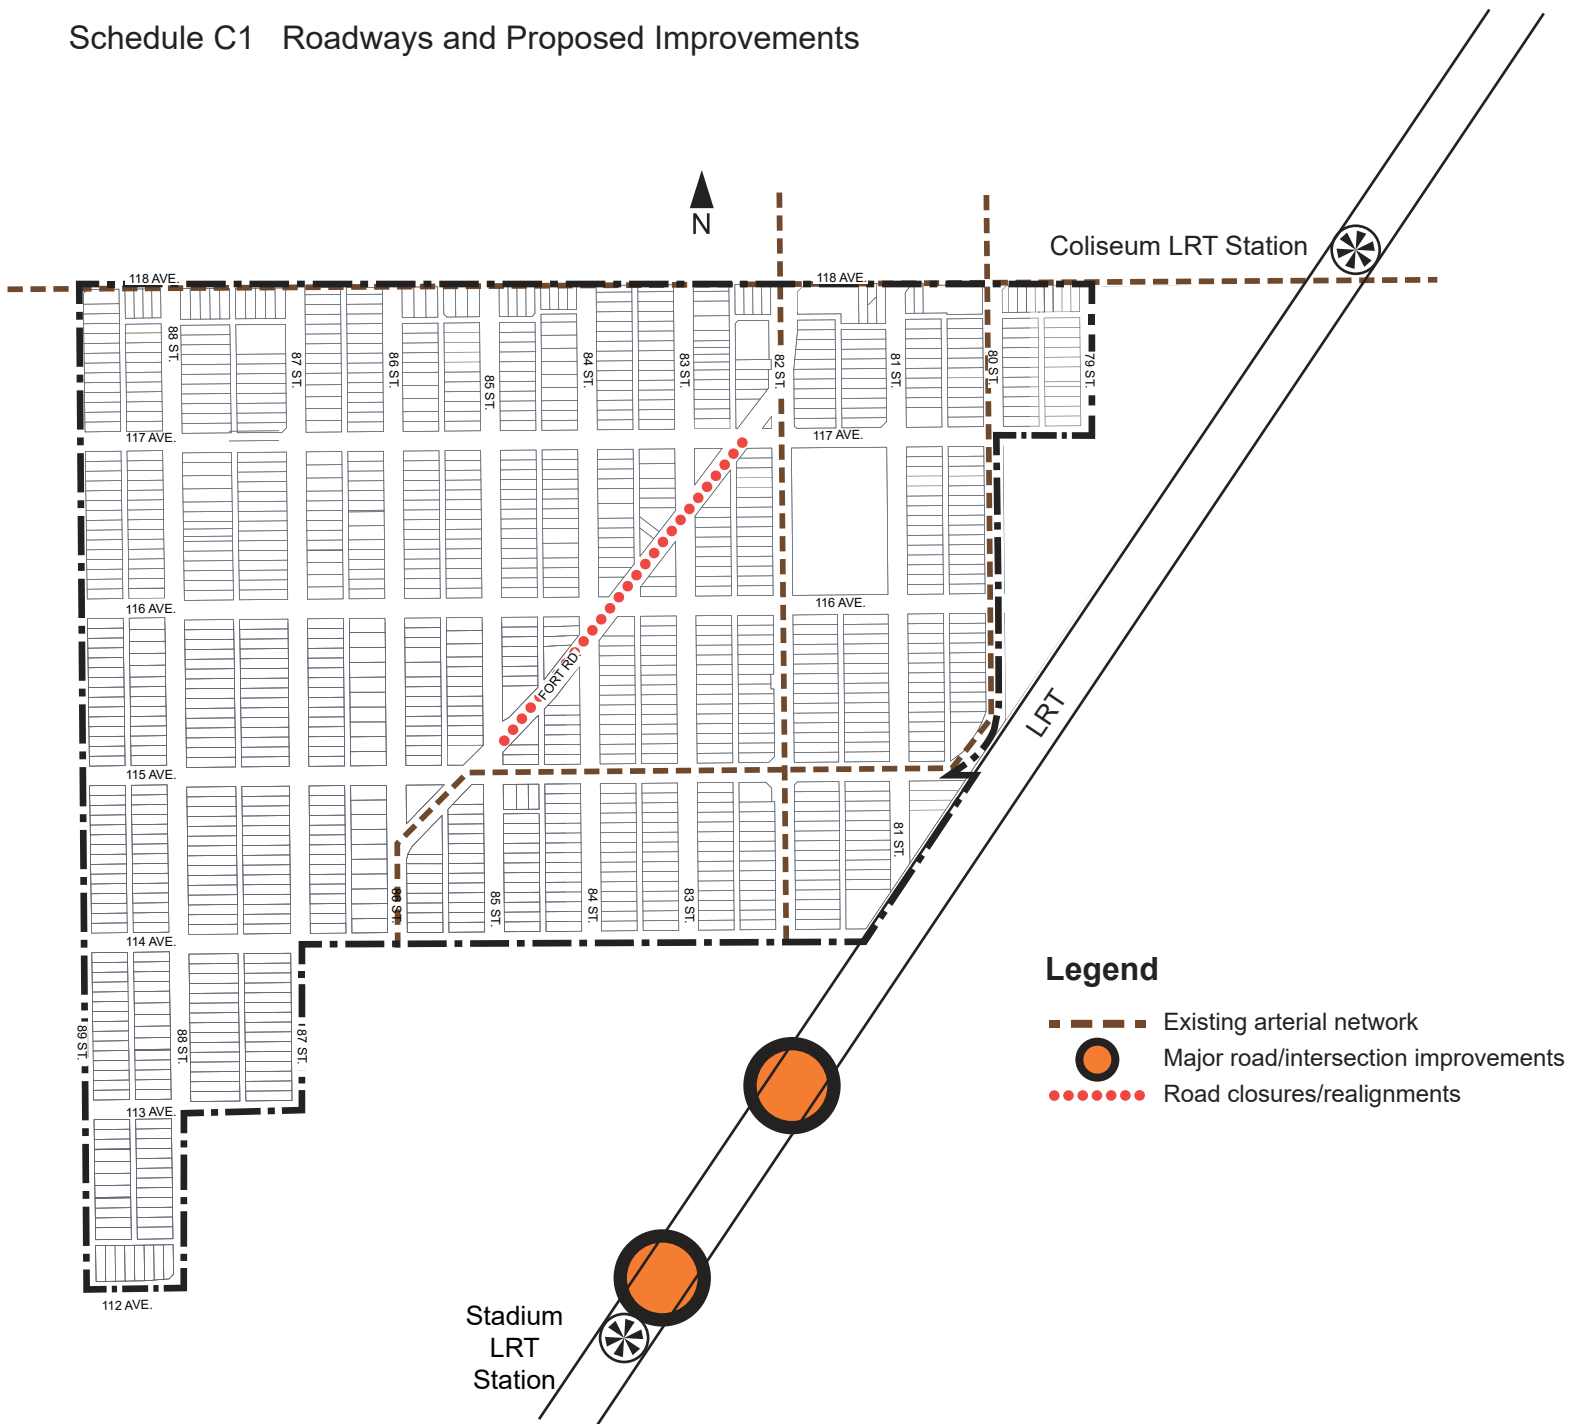 Schedule C1 Roadways and Proposed Improvements
N
Coliseum LRT Station
118 AVE.
118 AVE.
88 ST.
87 ST.
86 ST.
85 ST.
84 ST.
83 ST.
82 ST.
81 ST.
80 ST.
79 ST.
117 AVE.
117 AVE.
116 AVE.
116 AVE.
FORT RD.
LRT
115 AVE.
81 ST.
86 ST.
85 ST.
84 ST.
83 ST.
114 AVE.
89 ST.
88 ST.
87 ST.
113 AVE.
112 AVE.
Legend
Existing arterial network
Major road/intersection improvements
Road closures/realignments
Stadium
LRT
Station